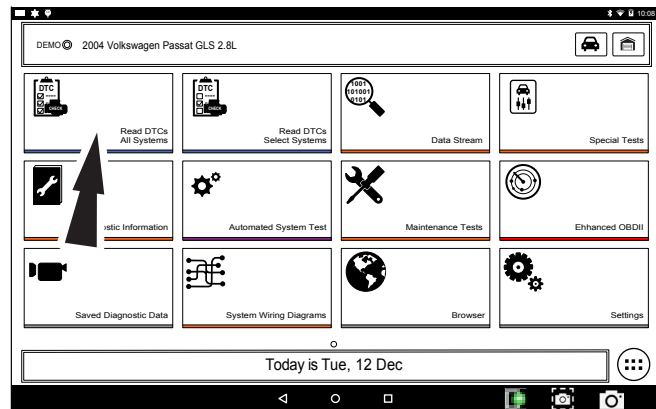 10:08
DEMO 2004 Volkswagen Passat GLS 2.8L
DTC
CHECK
Read DTCs
All Systems
DTC
CHECK
Read DTCs
Select Systems
1001
101001
0101
Data Stream
Special Tests
ostic Information
Automated System Test
Maintenance Tests
Ehhanced OBDII
Saved Diagnostic Data
System Wiring Diagrams
Browser
Settings
Today is Tue, 12 Dec